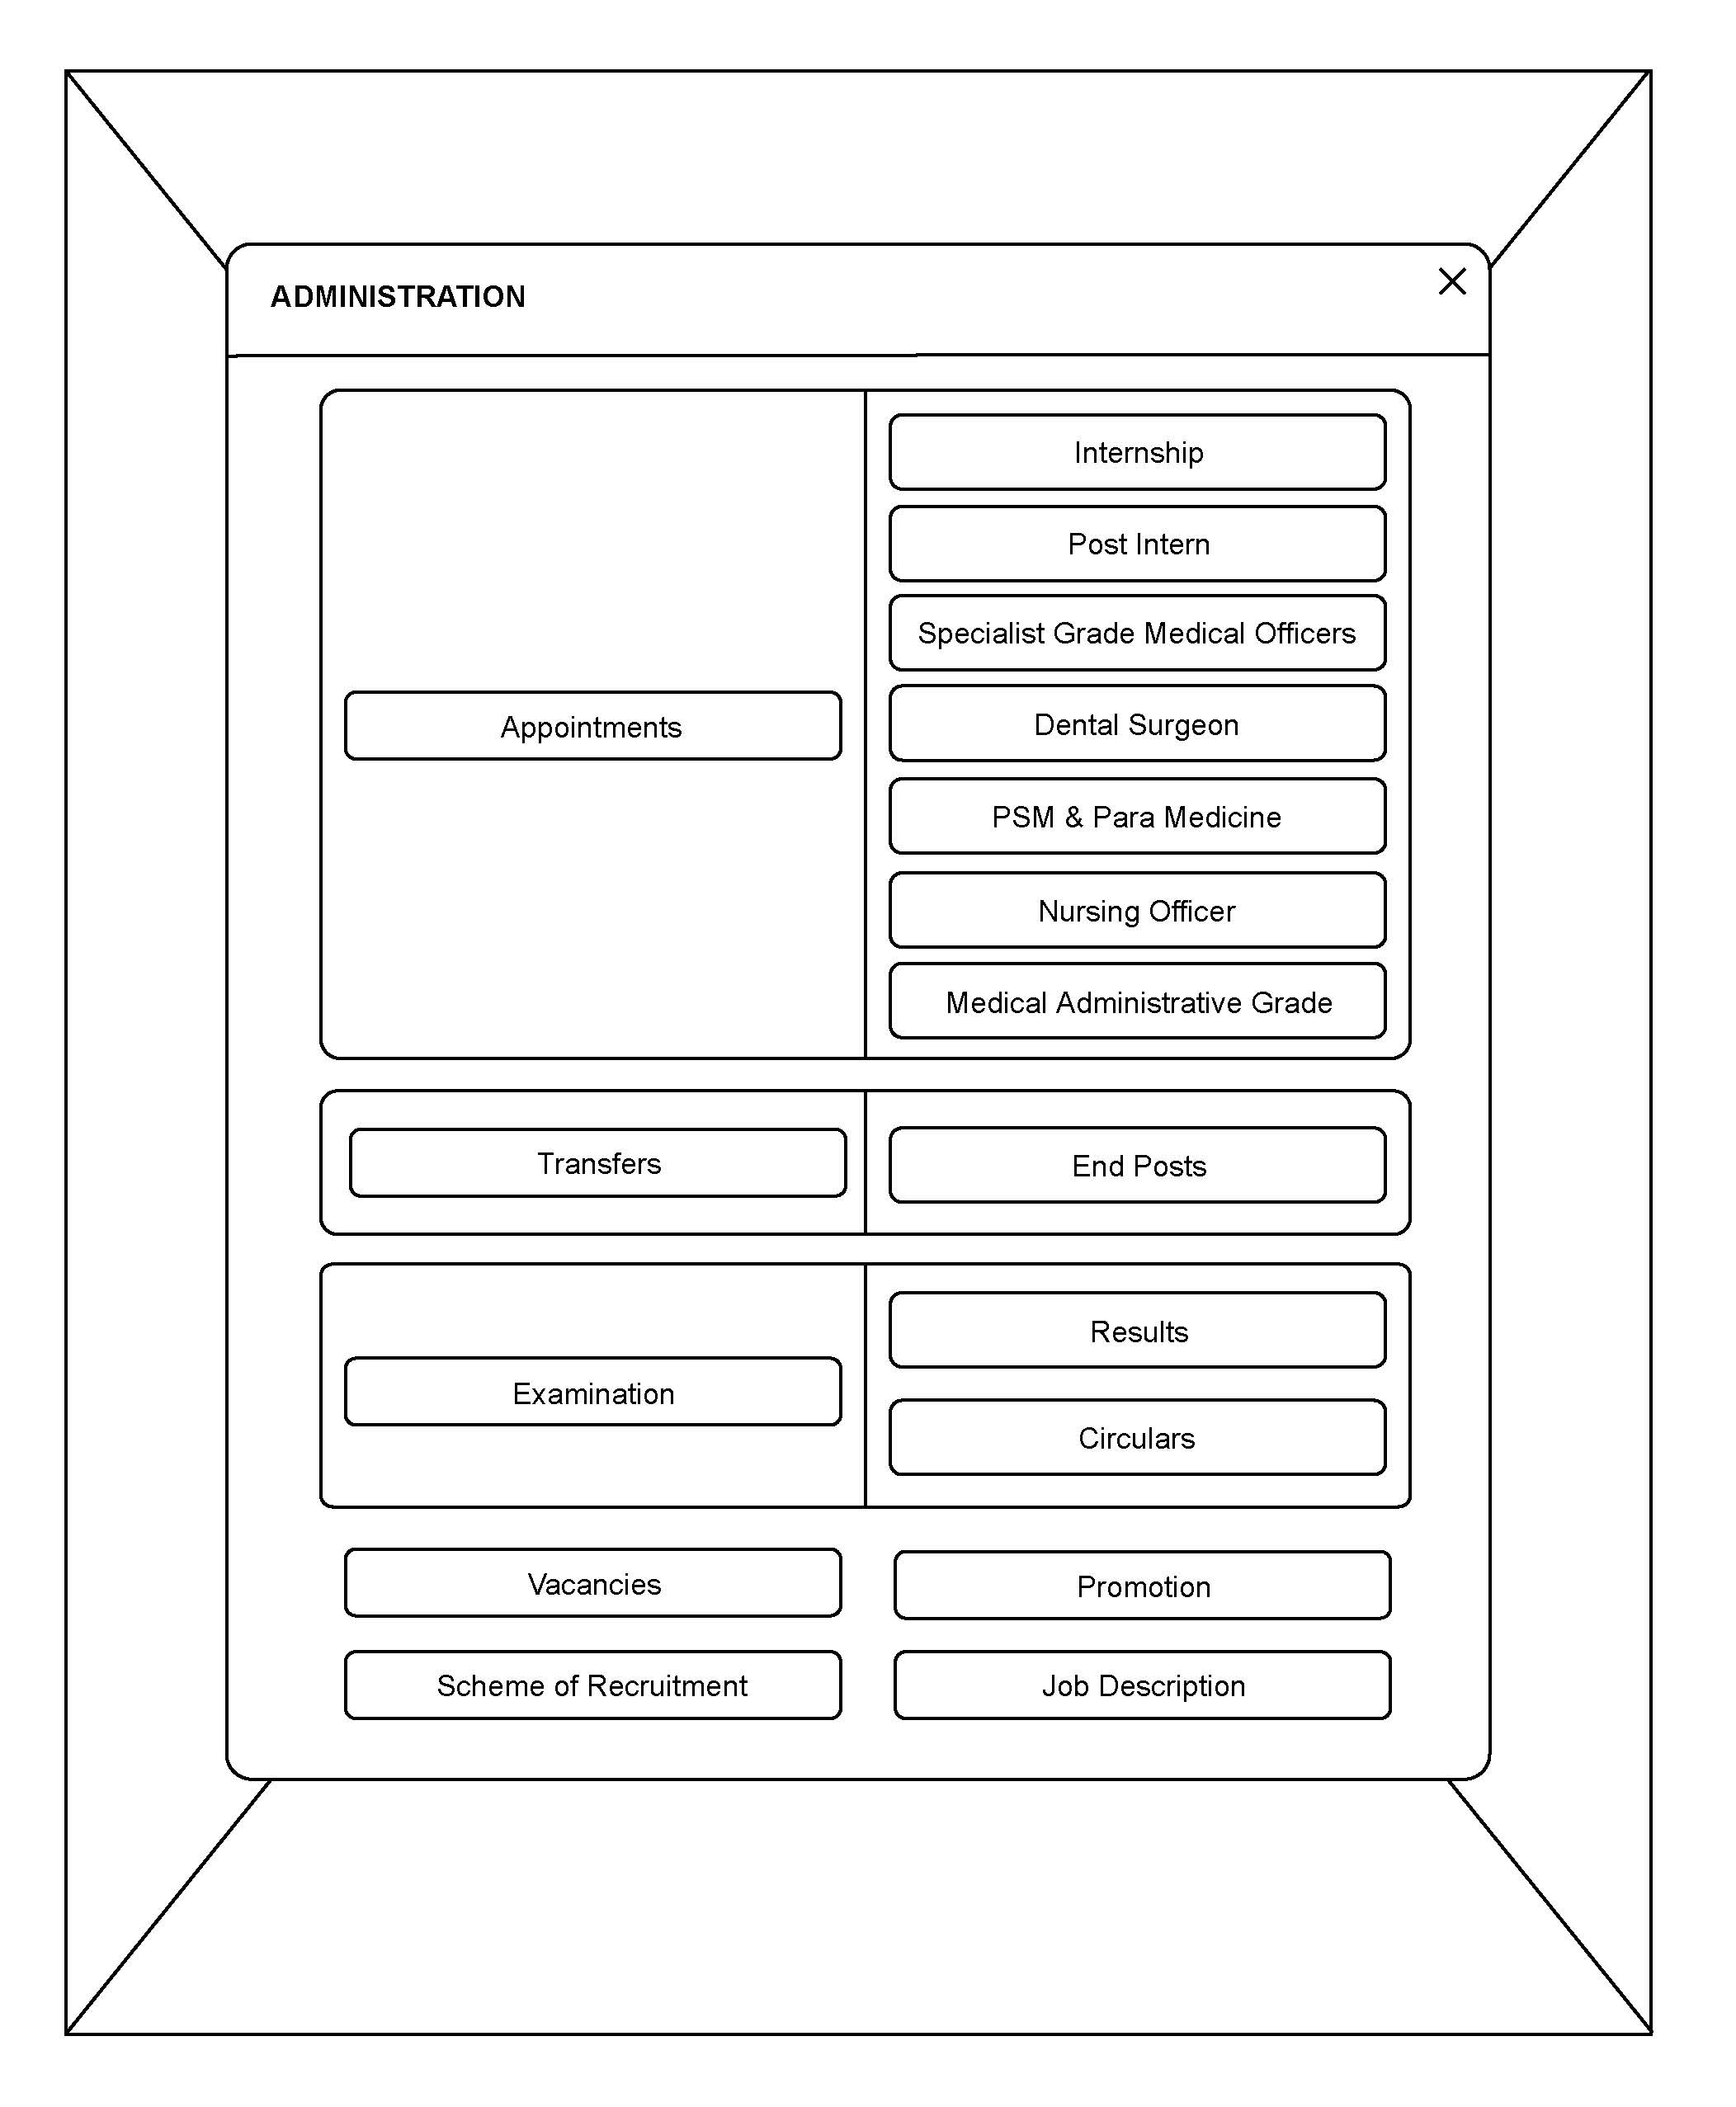 ADMINISTRATION
Appointments
Internship
Post Intern
Specialist Grade Medical Officers
Dental Surgeon
PSM & Para Medicine
Nursing Officer
Medical Administrative Grade
Transfers
End Posts
Examination
Results
Circulars
Vacancies
Promotion
Scheme of Recruitment
Job Description